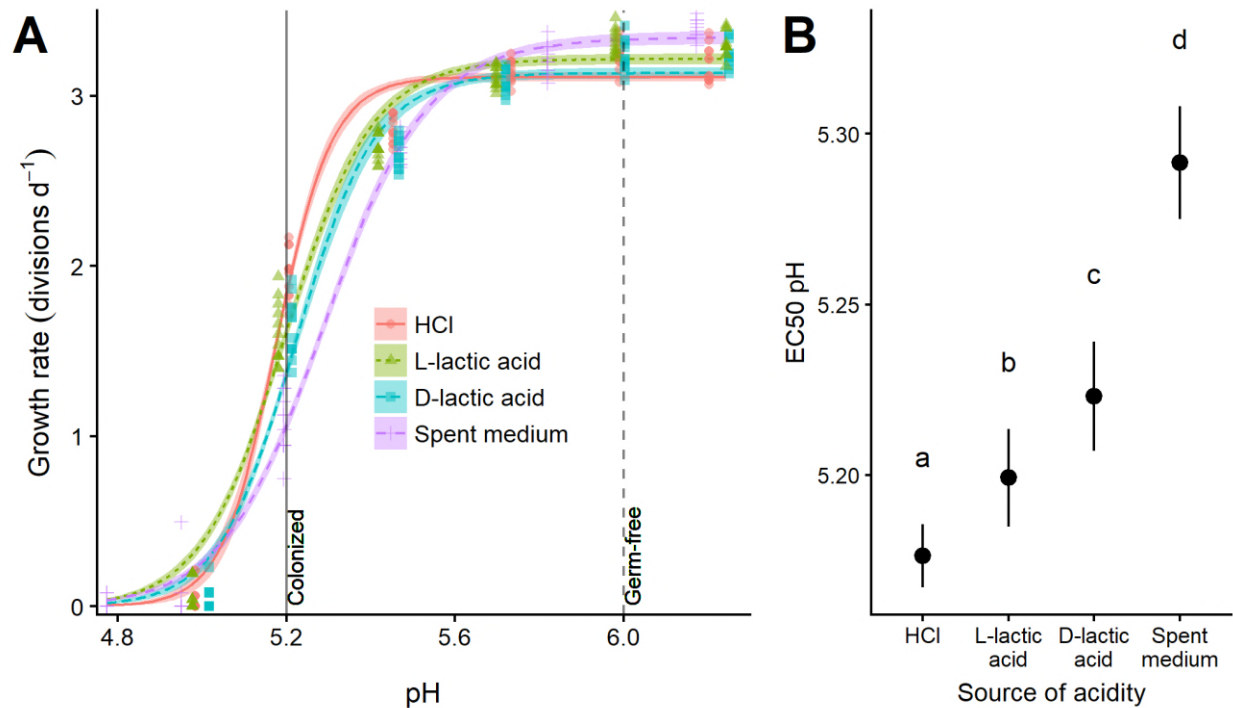 A
Growth rate (divisions d⁻¹)
3
2
1
0
HCl
L-lactic acid
D-lactic acid
Spent medium
Colonized
Germ-free
4.8
5.2
5.6
6.0
pH
B
EC50 pH
5.30
5.25
5.20
a
b
c
d
HCl
L-lactic
acid
D-lactic
acid
Spent
medium
Source of acidity